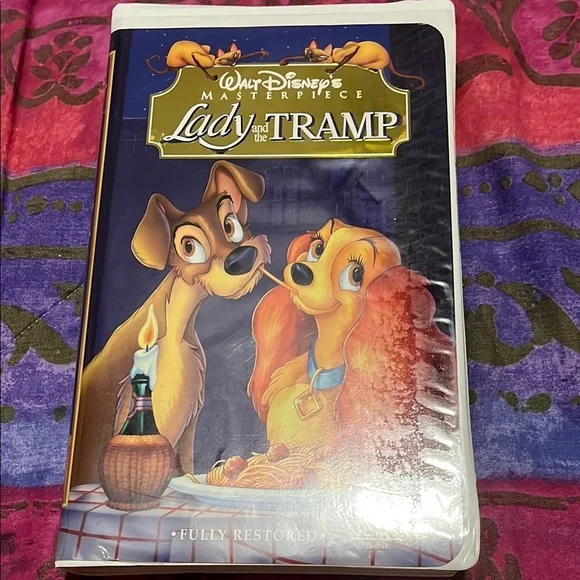 WALT DISNEY'S
MASTERPIECE
Lady and the TRAMP
• FULLY RESTORED